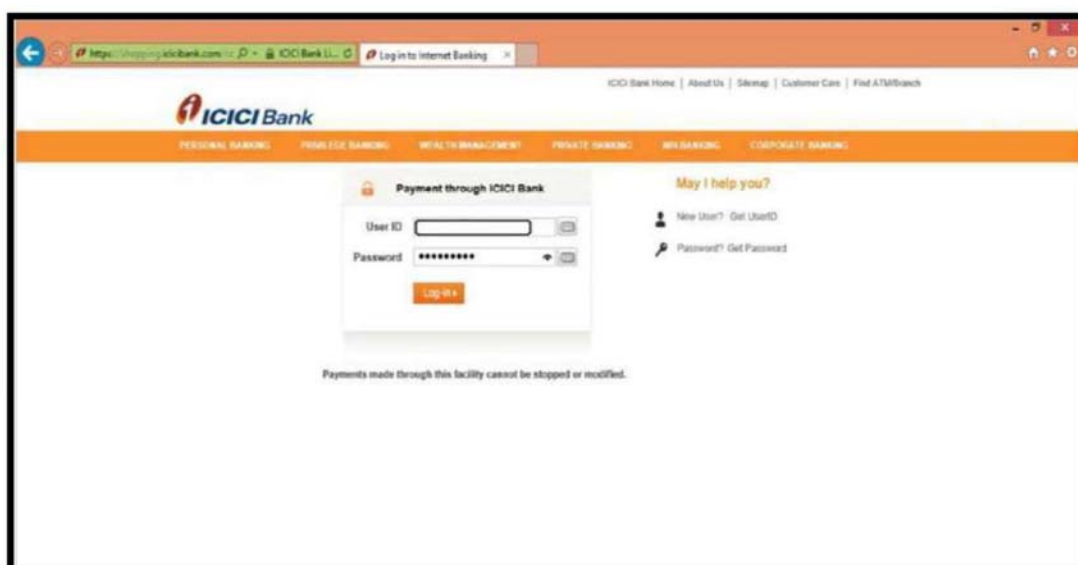 ICICI Bank Li... Log in to Internet Banking
ICICI Bank Home | About Us | Sitemap | Customer Care | Find ATM/Branch
ICICI Bank
PERSONAL BANKING PRIVILEGE BANKING WEALTH MANAGEMENT PRIVATE BANKING NRI BANKING CORPORATE BANKING
Payment through ICICI Bank
User ID
Password •••••••••
Log-in
May I help you?
New User? Get UserID
Password? Get Password
Payments made through this facility cannot be stopped or modified.